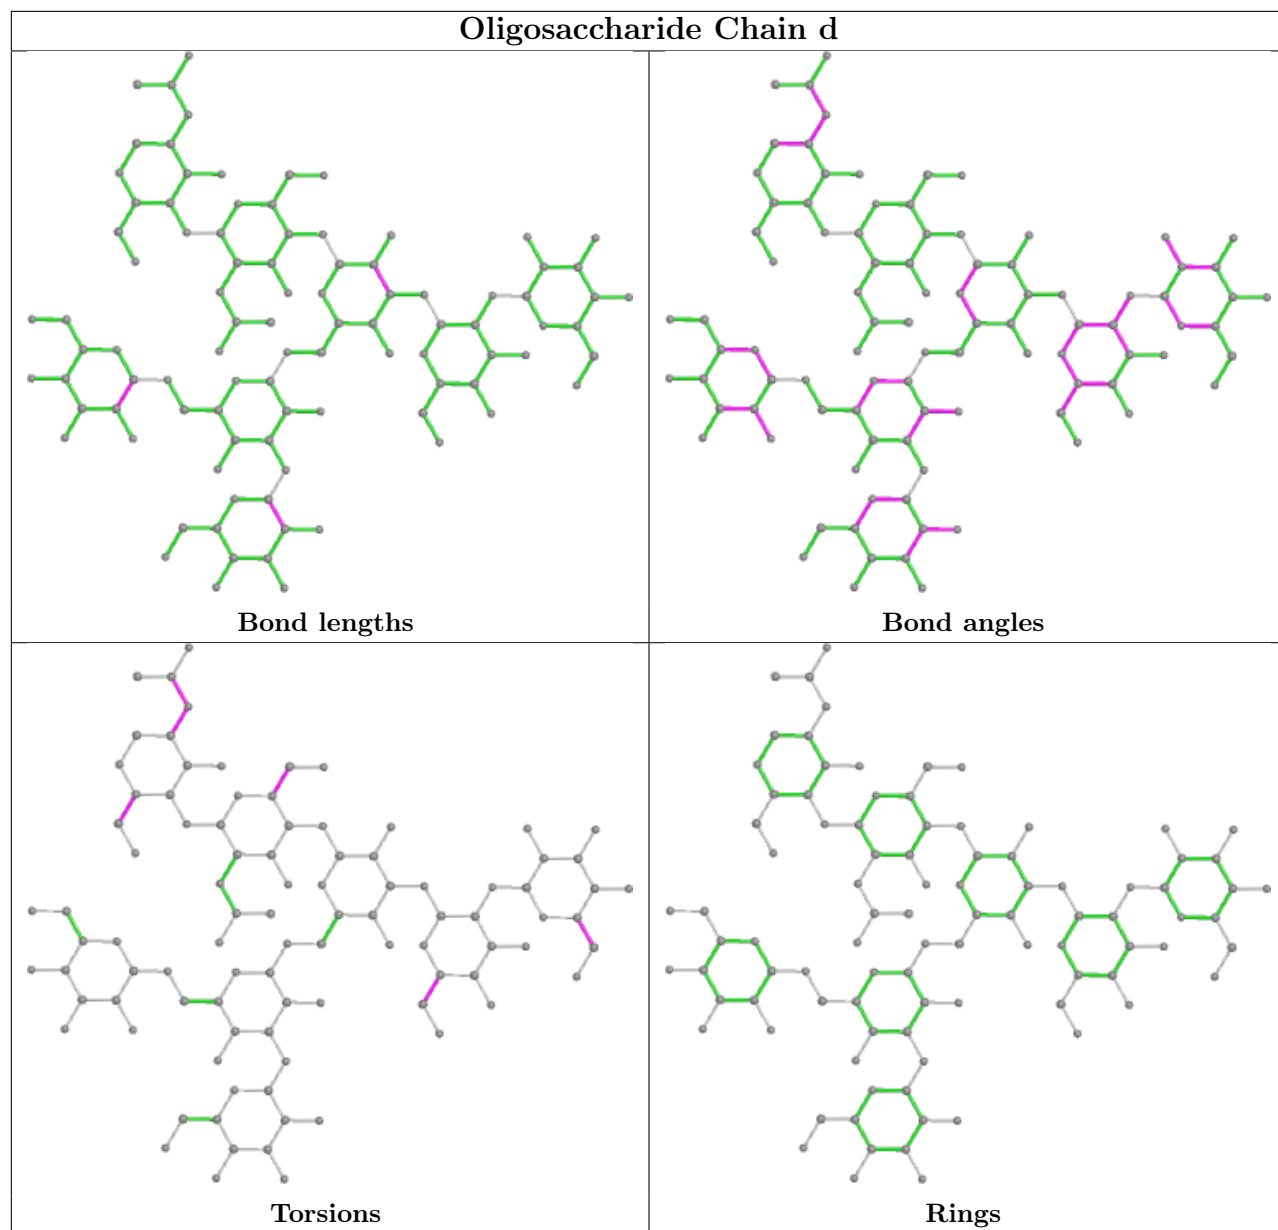 Oligosaccharide Chain d
Bond lengths
Bond angles
Torsions
Rings